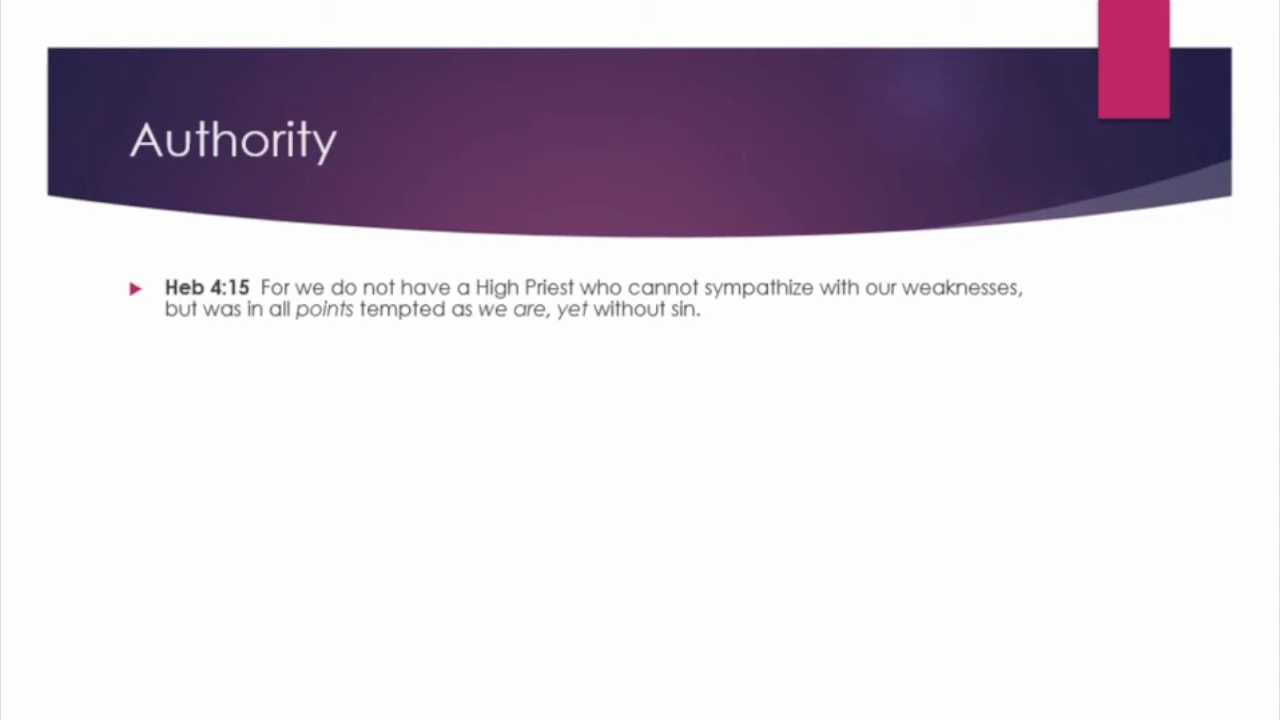 Authority
Heb 4:15 For we do not have a High Priest who cannot sympathize with our weaknesses,
but was in all points tempted as we are, yet without sin.